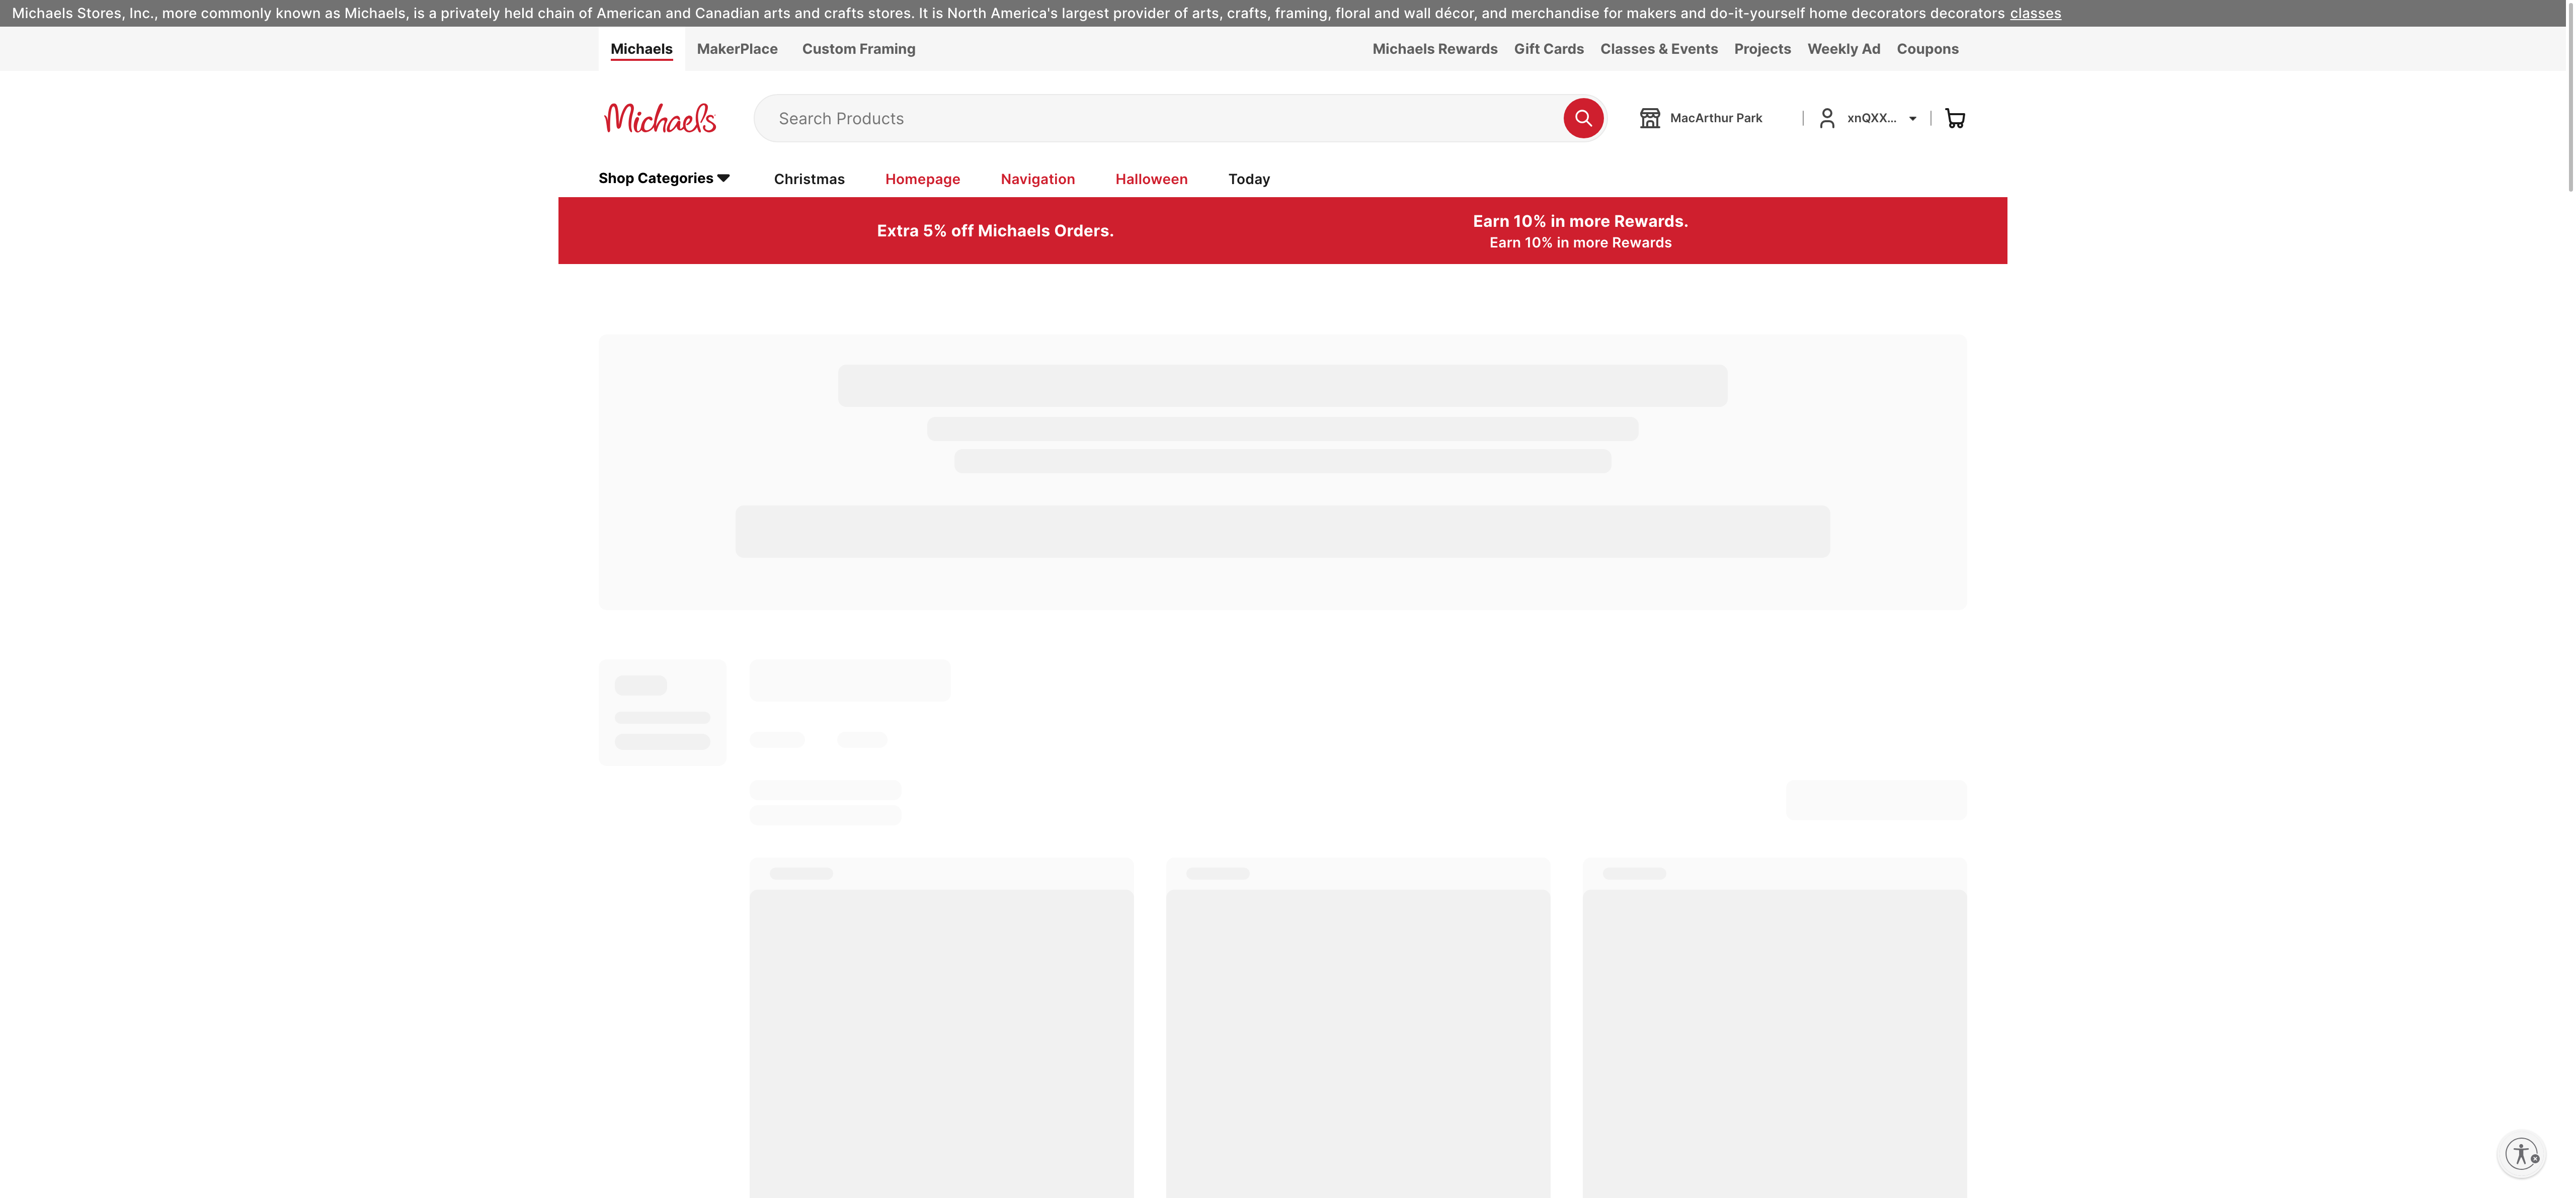 Michaels Stores, Inc., more commonly known as Michaels, is a privately held chain of American and Canadian arts and crafts stores. It is North America's largest provider of arts, crafts, framing, floral and wall décor, and merchandise for makers and do-it-yourself home decorators decorators classes
Michaels MakerPlace Custom Framing Michaels Rewards Gift Cards Classes & Events Projects Weekly Ad Coupons
Michaels Search Products MacArthur Park xnQXX...
Shop Categories Christmas Homepage Navigation Halloween Today
Extra 5% off Michaels Orders.
Earn 10% in more Rewards.
Earn 10% in more Rewards